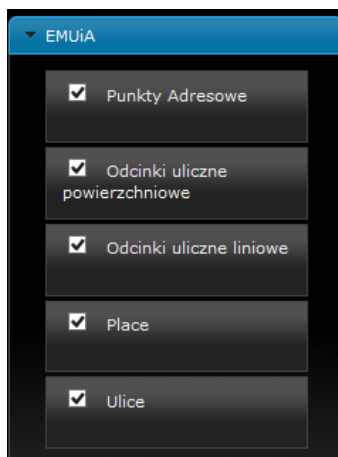 EMUiA
Punkty Adresowe
Odcinki uliczne
powierzchniowe
Odcinki uliczne liniowe
Place
Ulice